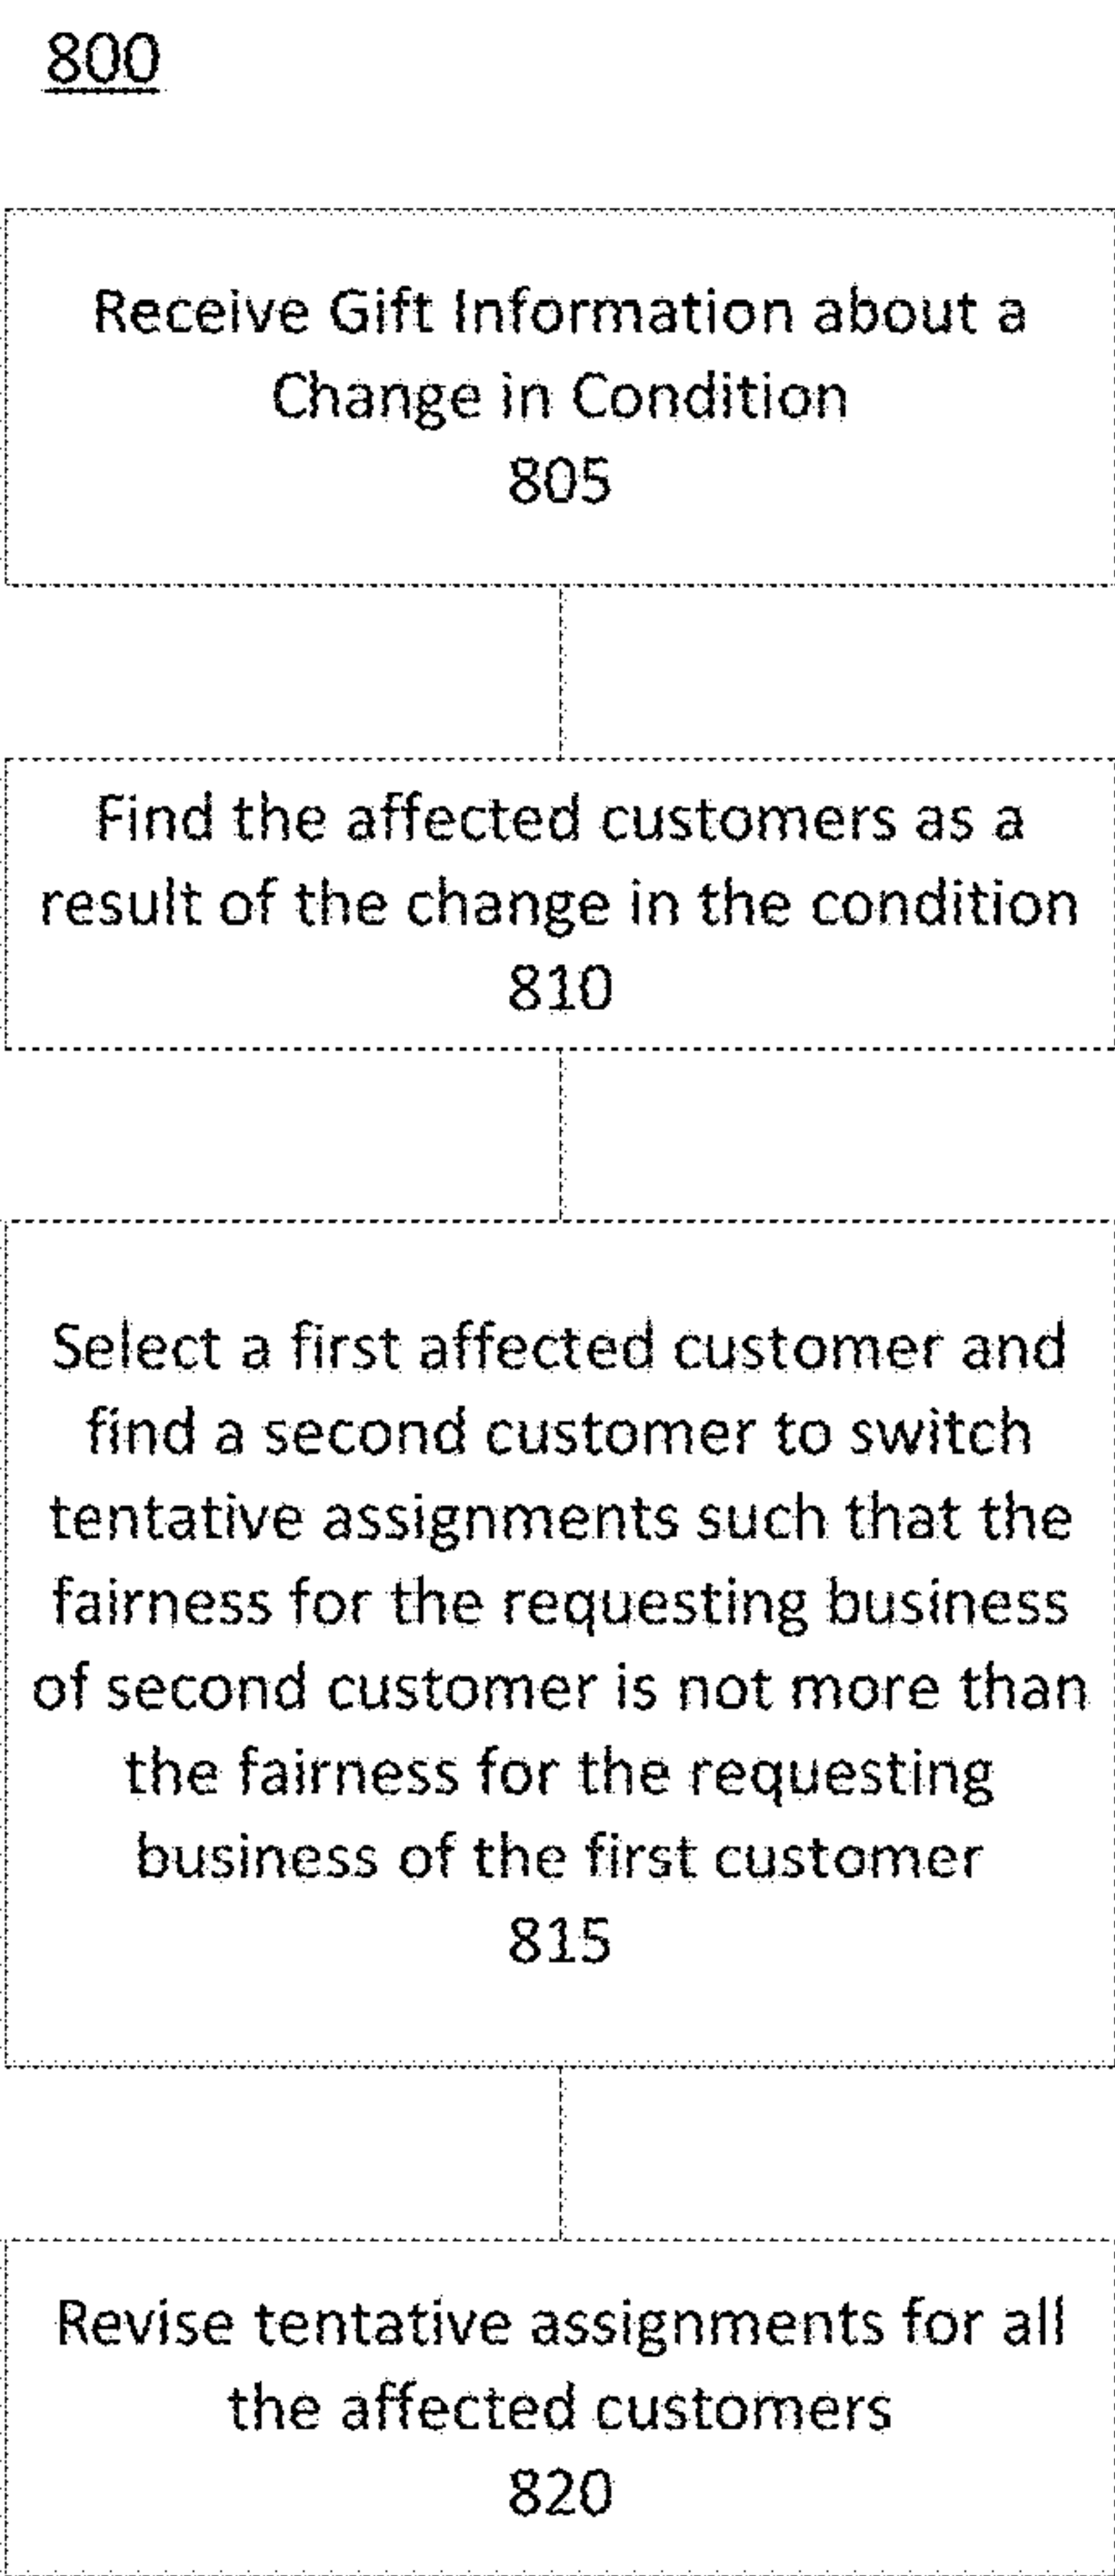 800
Receive Gift Information about a
Change in Condition
805
Find the affected customers as a
result of the change in the condition
810
Select a first affected customer and
find a second customer to switch
tentative assignments such that the
fairness for the requesting business
of second customer is not more than
the fairness for the requesting
business of the first customer
815
Revise tentative assignments for all
the affected customers
820